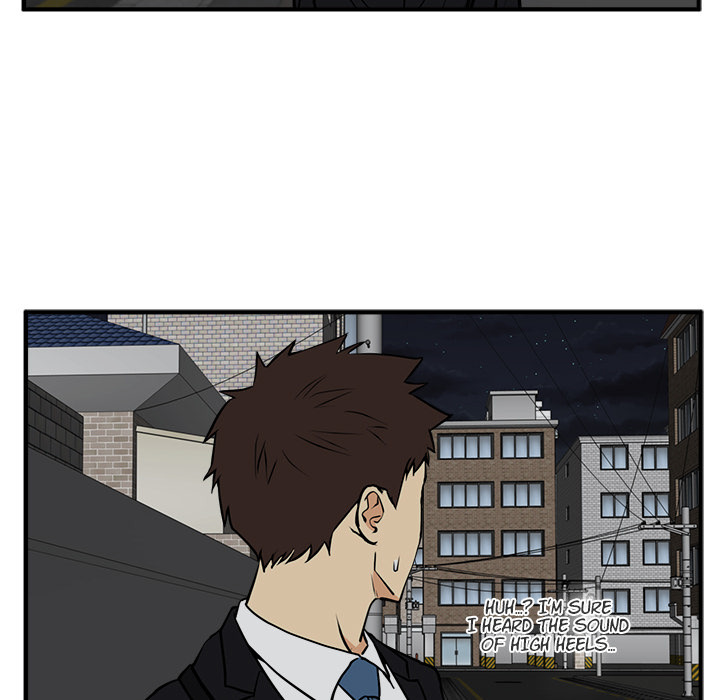 HUH...? I'M SURE
I HEARD THE SOUND
OF HIGH HEELS...